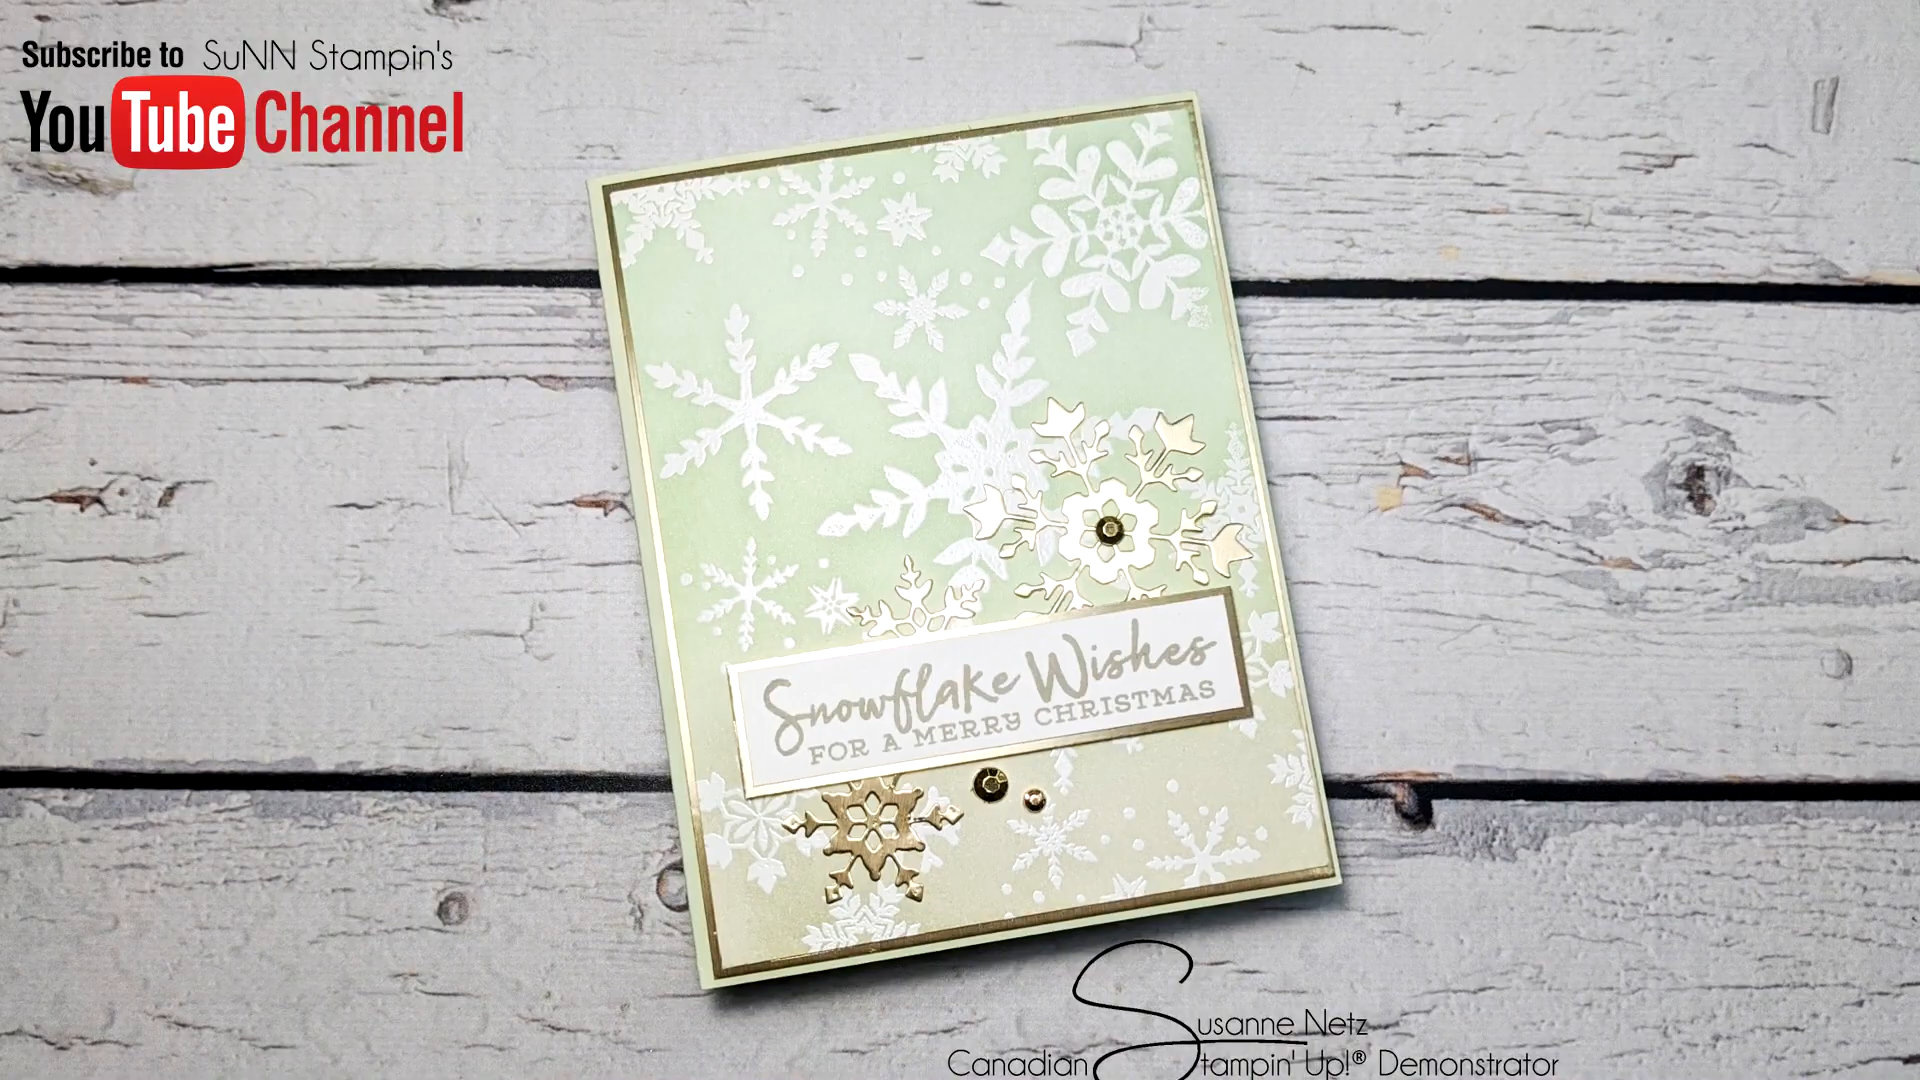 Subscribe to SuNN Stampin's
YouTube Channel
Snowflake Wishes
FOR A MERRY CHRISTMAS
Susanne Netz
Canadian Stampin' Up!® Demonstrator